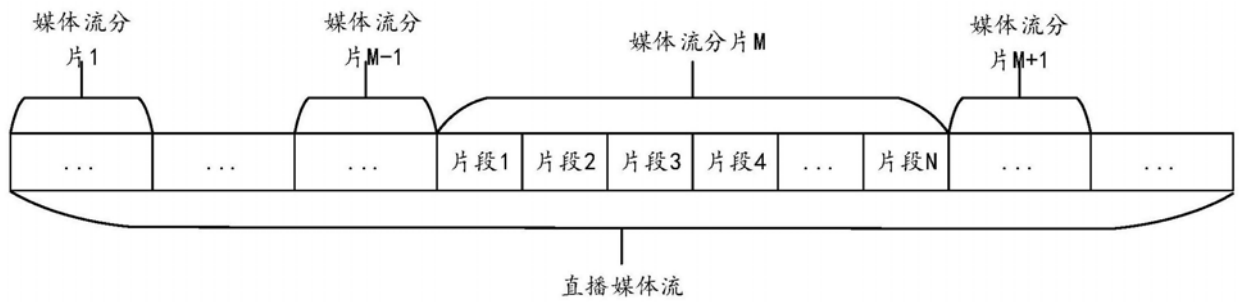 媒体流分
片1
媒体流分
片M-1
媒体流分片M
媒体流分
片M+1
...
...
...
片段1
片段2
片段3
片段4
...
片段N
...
...
直播媒体流